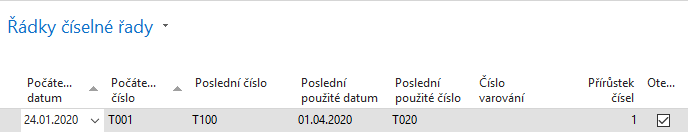 Řádky číselné řady
Počáte... datum Počáte... číslo Poslední číslo Poslední použité datum Poslední použité číslo Číslo varování Přírůstek čísel Ote...
24.01.2020 T001 T100 01.04.2020 T020 1